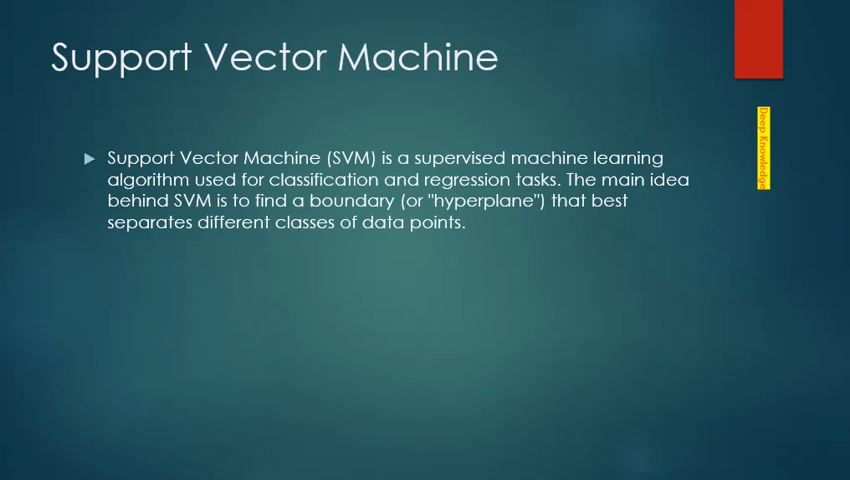 Support Vector Machine
Support Vector Machine (SVM) is a supervised machine learning
algorithm used for classification and regression tasks. The main idea
behind SVM is to find a boundary (or "hyperplane") that best
separates different classes of data points.
Deep Knowledge